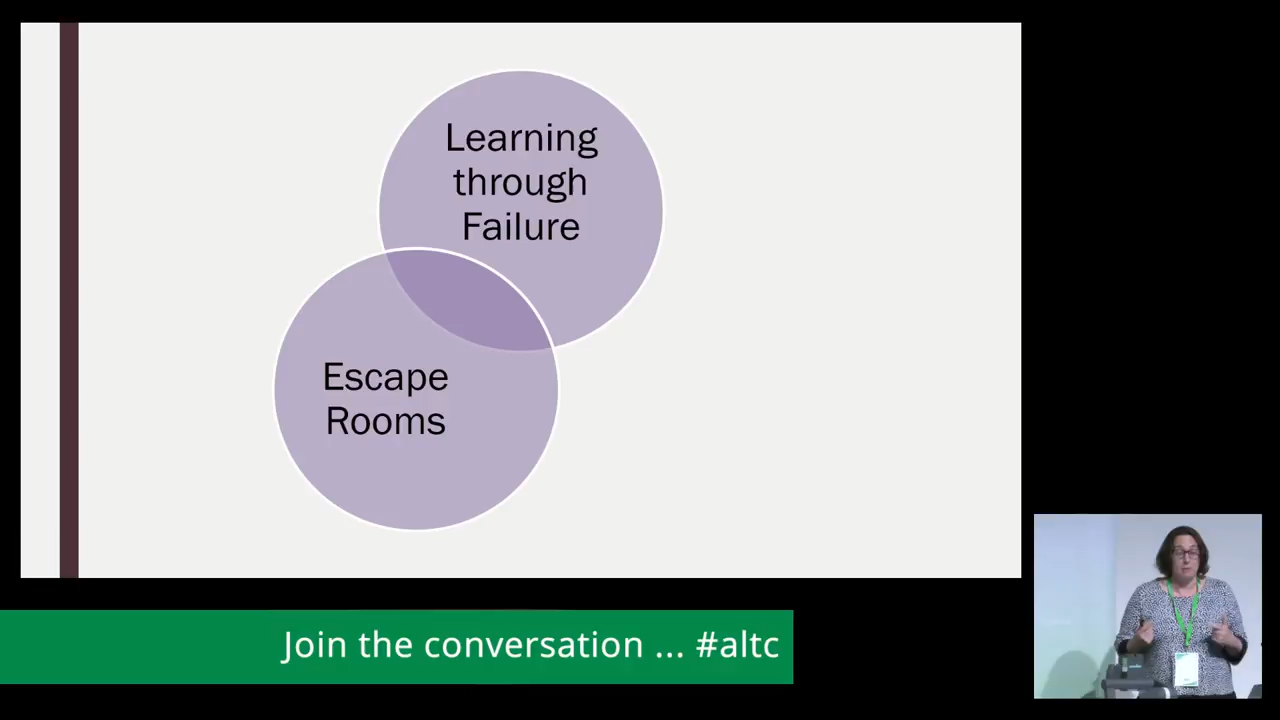 Learning
through
Failure
Escape
Rooms
Join the conversation ... #altc